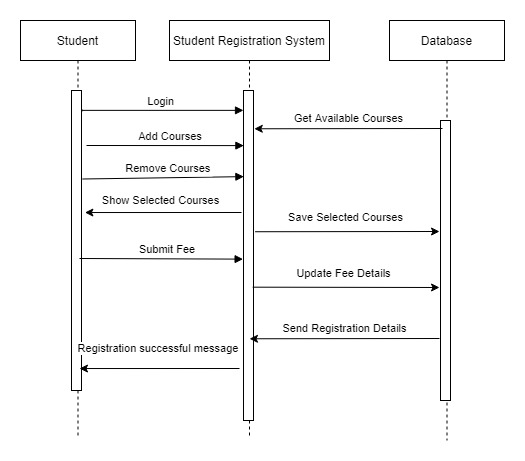 Student
Student Registration System
Database
Login
Get Available Courses
Add Courses
Remove Courses
Show Selected Courses
Save Selected Courses
Submit Fee
Update Fee Details
Send Registration Details
Registration successful message